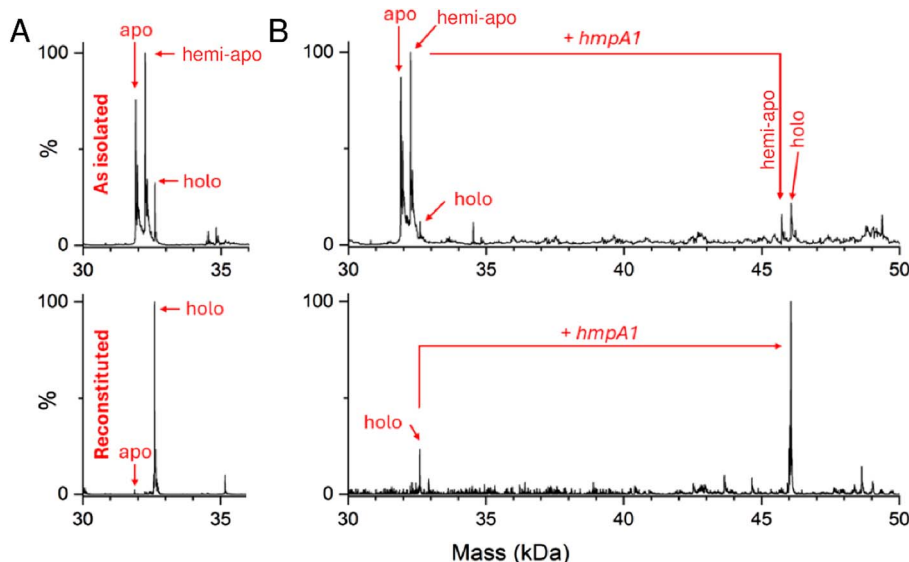 A
B
apo
hemi-apo
holo
As isolated
%
100
0
30
35
apo
hemi-apo
+ hmpA1
holo
hemi-apo
holo
100
0
30
35
40
45
50
Reconstituted
%
100
0
holo
apo
30
35
+ hmpA1
holo
100
0
30
35
40
45
50
Mass (kDa)